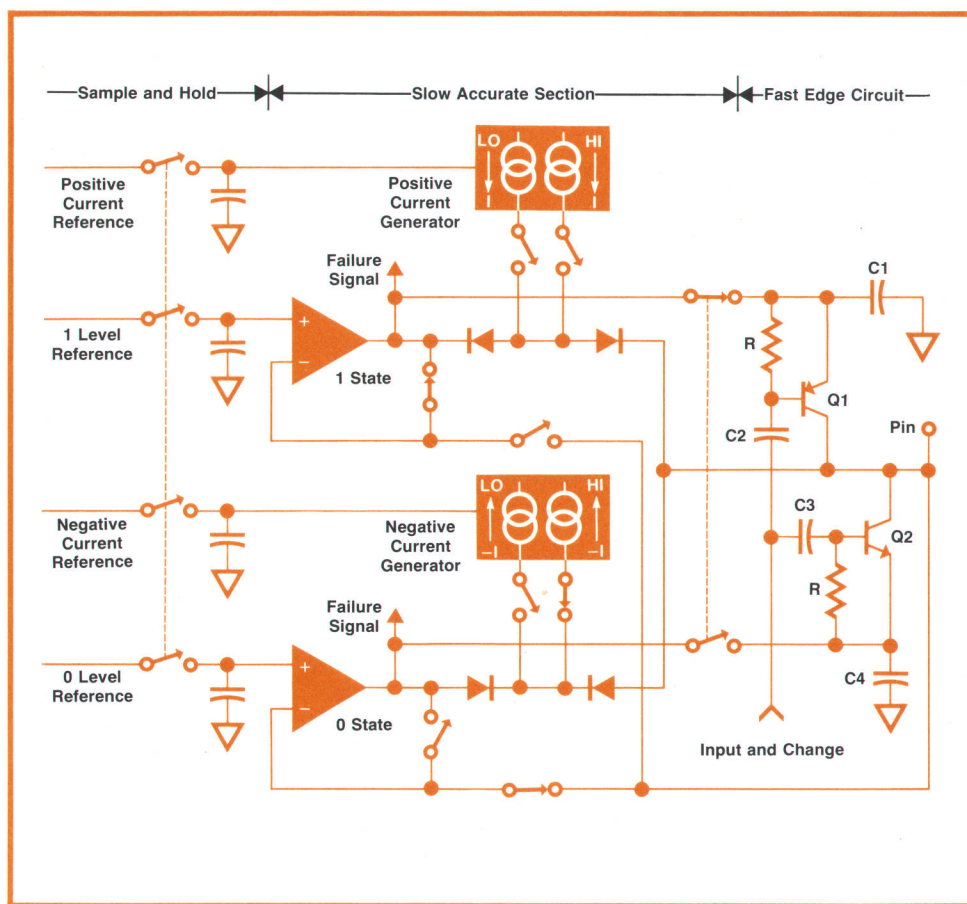 Sample and Hold
Slow Accurate Section
Fast Edge Circuit
LO
HI
I
I
Positive
Current
Reference
Positive
Current
Generator
Failure
Signal
C1
1 Level
Reference
+
−
1 State
R
Q1
C2
Pin
LO
HI
−I
−I
Negative
Current
Reference
Negative
Current
Generator
C3
Q2
R
Failure
Signal
0 Level
Reference
+
−
0 State
C4
Input and Change